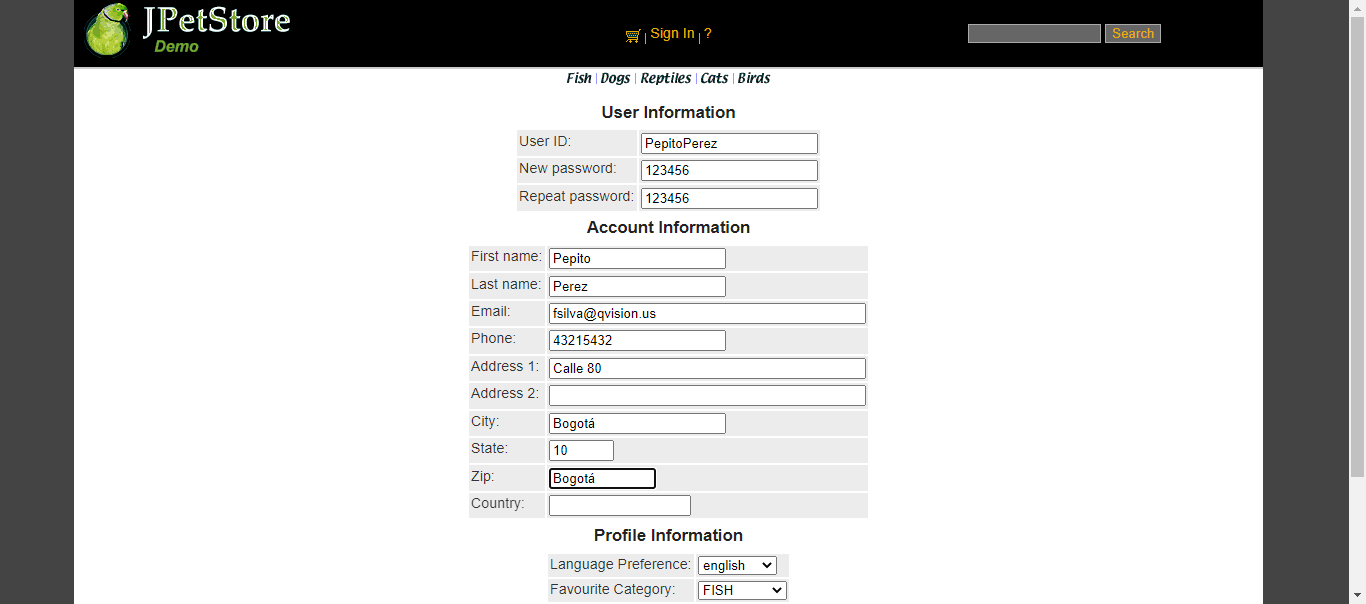 JPetStore
Demo
Sign In | ?
Search
Fish | Dogs | Reptiles | Cats | Birds
User Information
User ID: PepitoPerez
New password: 123456
Repeat password: 123456
Account Information
First name: Pepito
Last name: Perez
Email: fsilva@qvision.us
Phone: 43215432
Address 1: Calle 80
Address 2:
City: Bogotá
State: 10
Zip: Bogotá
Country:
Profile Information
Language Preference: english
Favourite Category: FISH